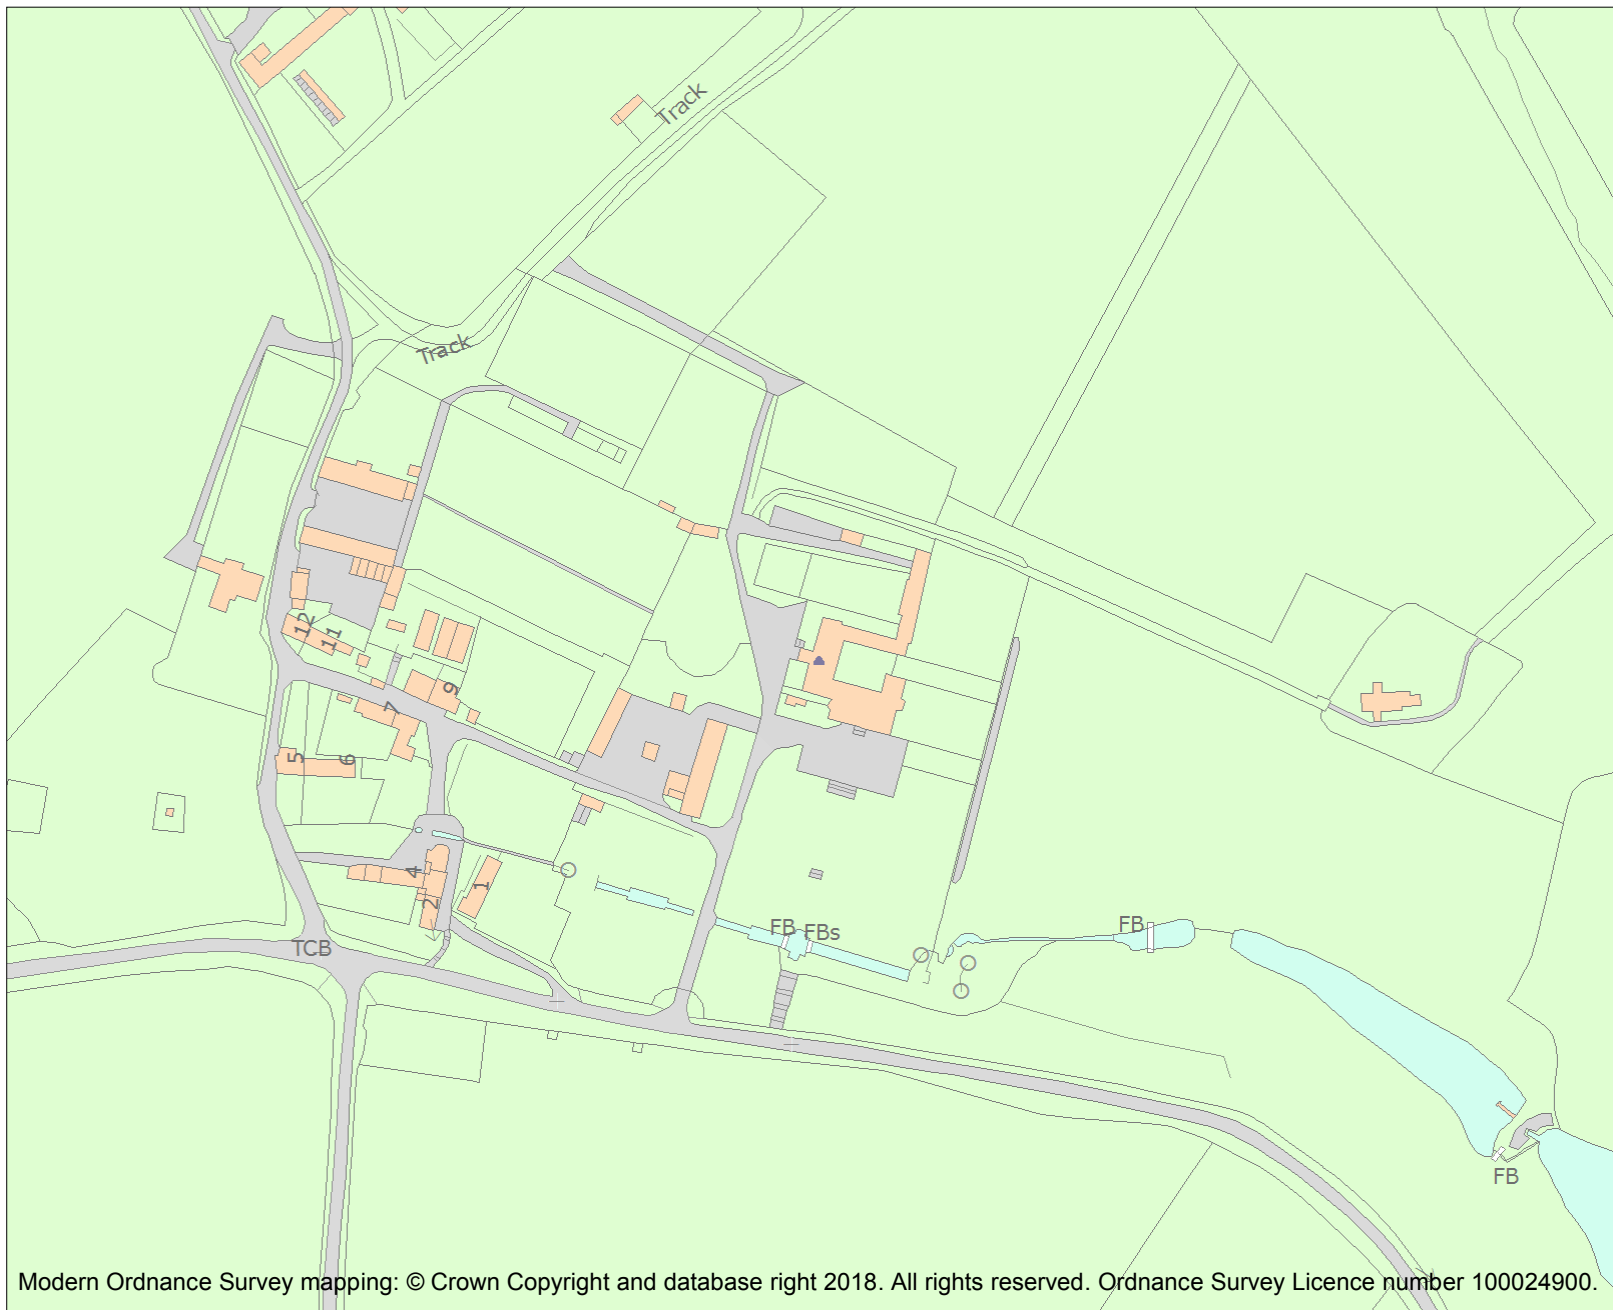 Track
Track
12
11
9
7
5
6
4
1
2
FB
FBs
FB
TCB
FB
Modern Ordnance Survey mapping: © Crown Copyright and database right 2018. All rights reserved. Ordnance Survey Licence number 100024900.